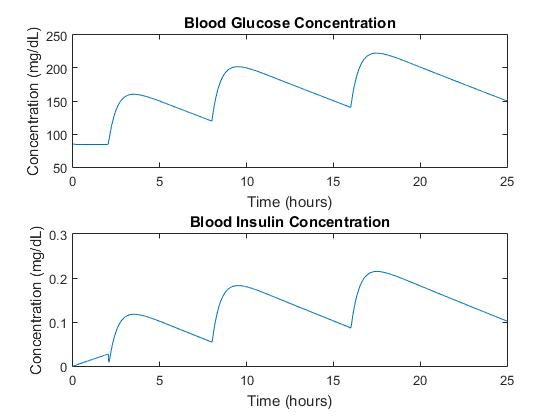 Blood Glucose Concentration
250
200
150
100
50
Concentration (mg/dL)
0 5 10 15 20 25
Time (hours)
Blood Insulin Concentration
0.3
0.2
0.1
0
Concentration (mg/dL)
0 5 10 15 20 25
Time (hours)